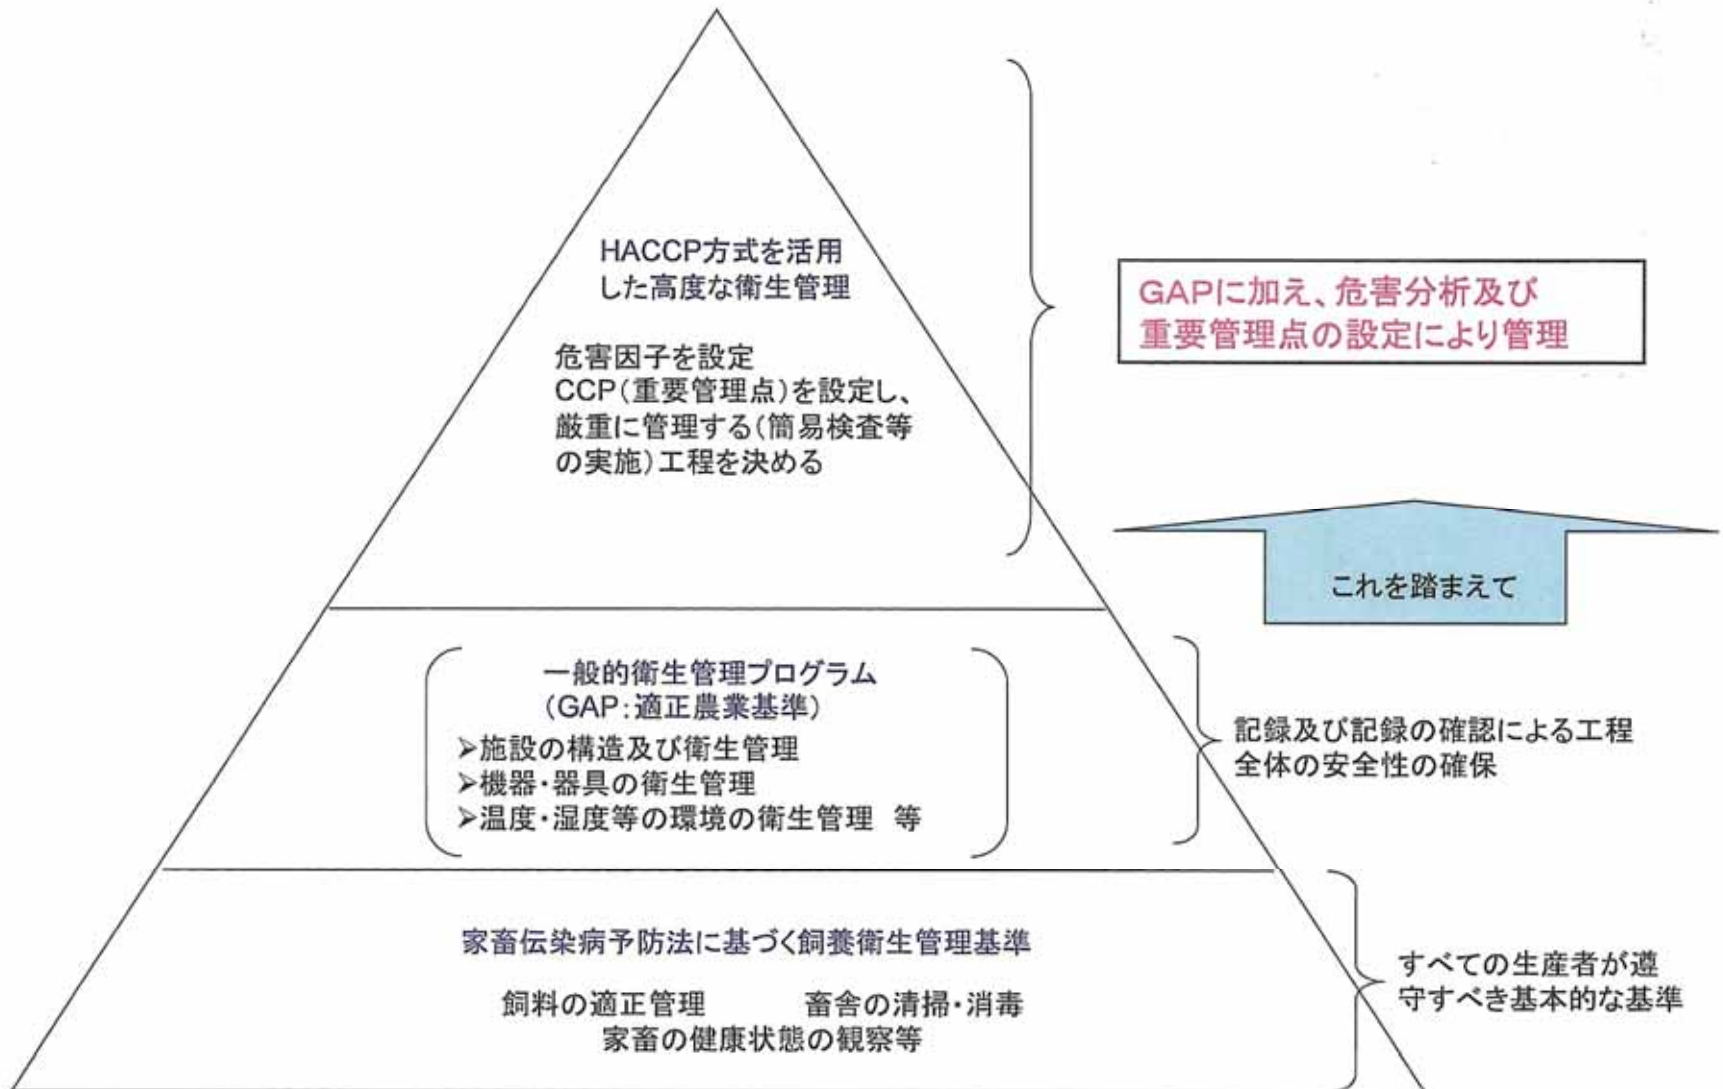 HACCP方式を活用
した高度な衛生管理
危害因子を設定
CCP(重要管理点)を設定し、
厳重に管理する(簡易検査等
の実施)工程を決める
GAPに加え、危害分析及び
重要管理点の設定により管理
これを踏まえて
一般的衛生管理プログラム
(GAP:適正農業基準)
➢施設の構造及び衛生管理
➢機器・器具の衛生管理
➢温度・湿度等の環境の衛生管理 等
記録及び記録の確認による工程
全体の安全性の確保
家畜伝染病予防法に基づく飼養衛生管理基準
飼料の適正管理 畜舎の清掃・消毒
家畜の健康状態の観察等
すべての生産者が遵
守すべき基本的な基準